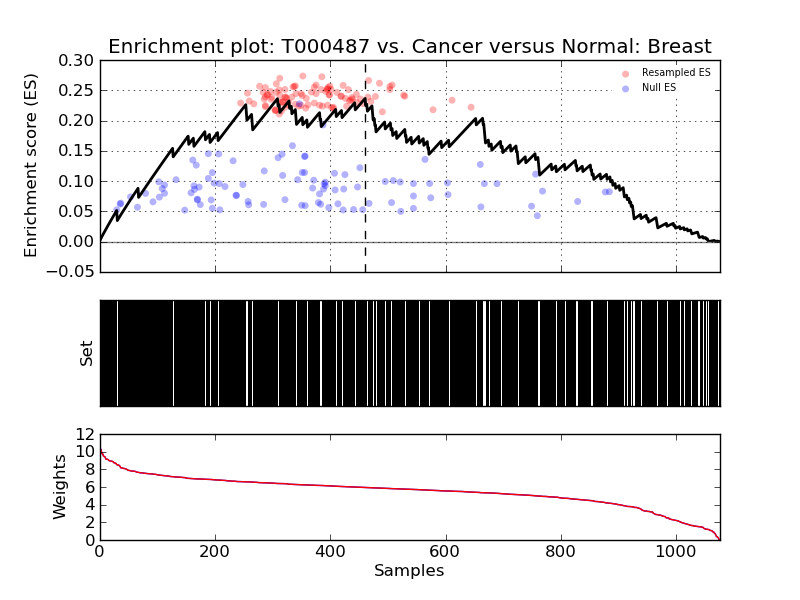 Enrichment plot: T000487 vs. Cancer versus Normal: Breast
Enrichment score (ES)
0.30
0.25
0.20
0.15
0.10
0.05
0.00
−0.05
Resampled ES
Null ES
Set
Weights
12
10
8
6
4
2
0
0 200 400 600 800 1000
Samples